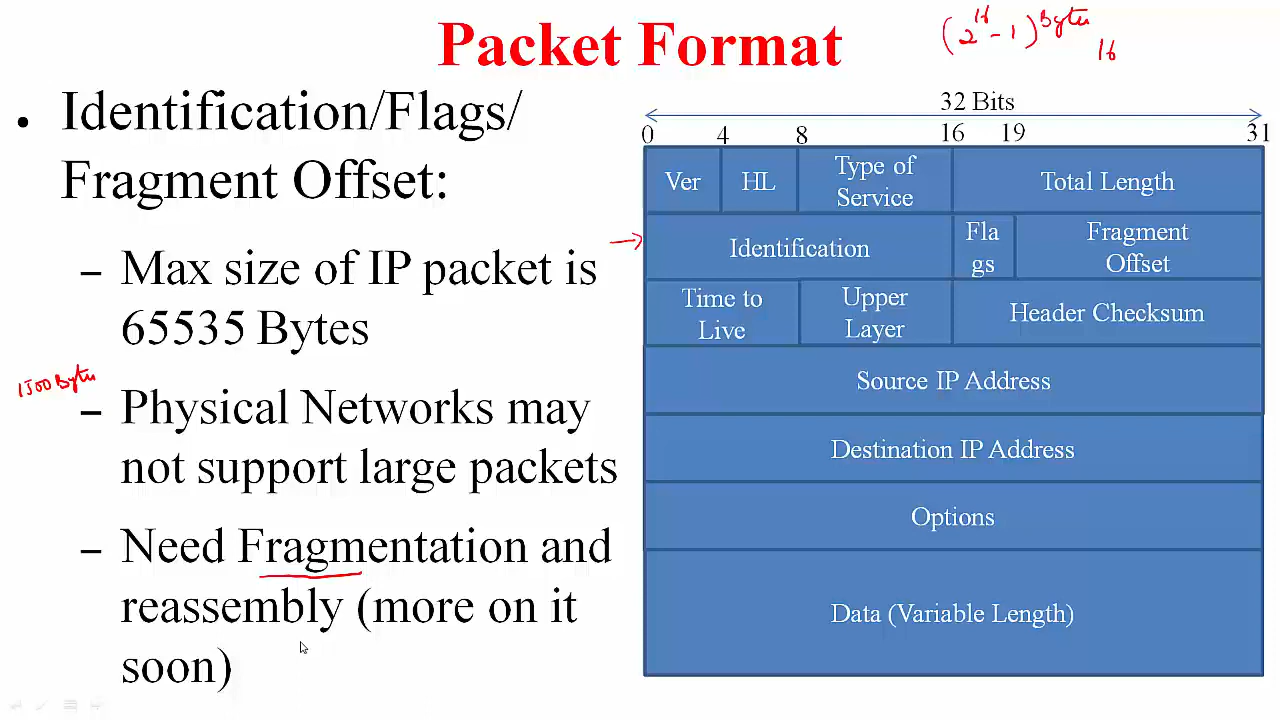 Packet Format
(2^16 - 1) Bytes
16
• Identification/Flags/
Fragment Offset:
– Max size of IP packet is
65535 Bytes
1500 Bytes
– Physical Networks may
not support large packets
– Need Fragmentation and
reassembly (more on it
soon)
32 Bits
0 4 8 16 19 31
Ver HL Type of Service Total Length
Identification Fla gs Fragment Offset
Time to Live Upper Layer Header Checksum
Source IP Address
Destination IP Address
Options
Data (Variable Length)